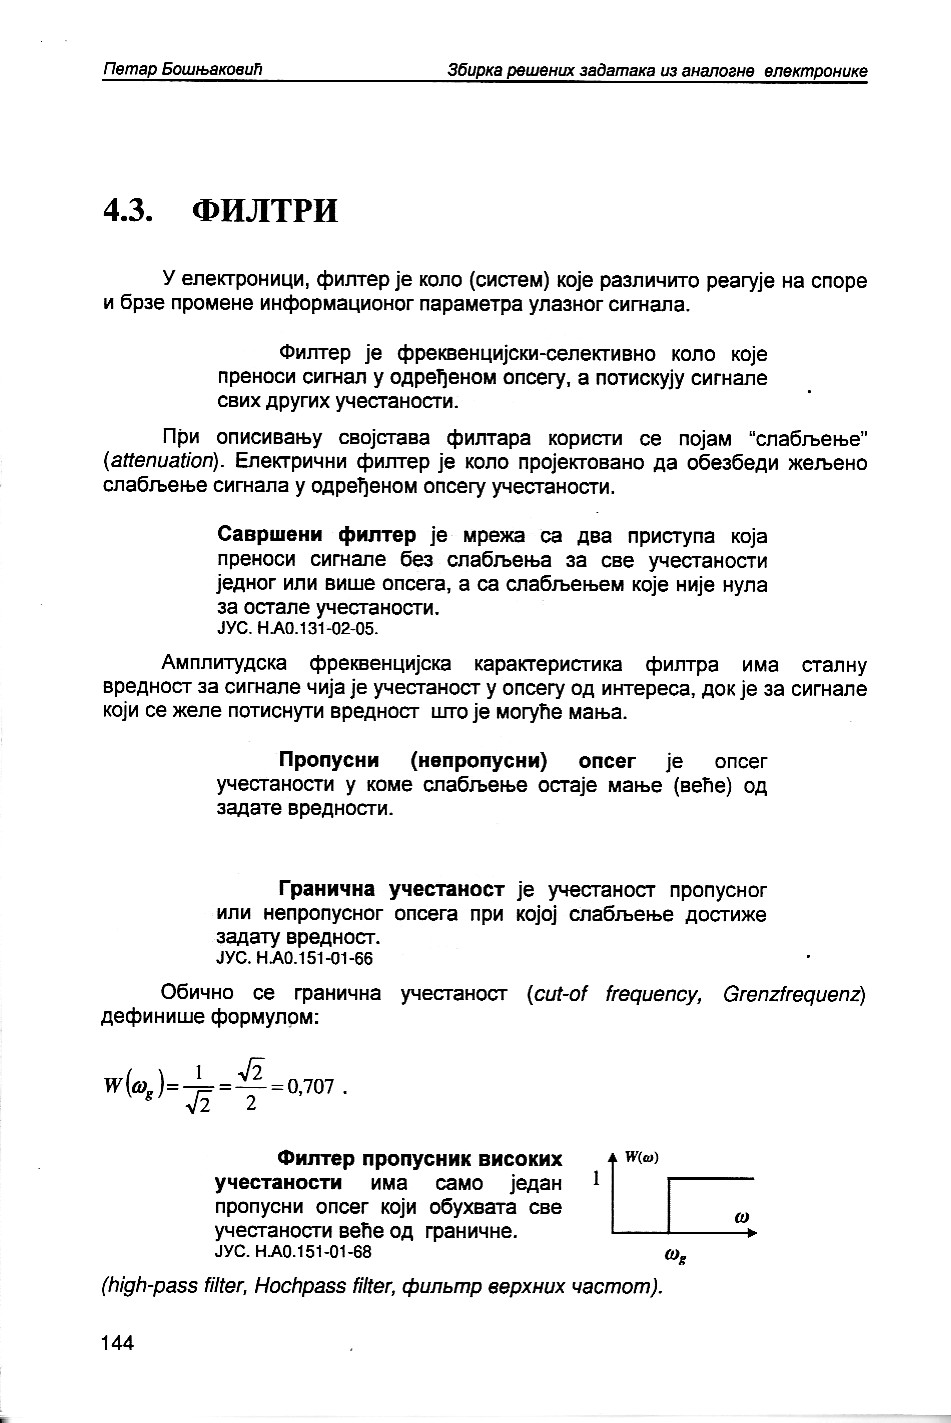 Петар Бошњаковић Збирка решених задатака из аналогне електронике
4.3. ФИЛТРИ
У електроници, филтер је коло (систем) које различито реагује на споре
и брзе промене информационог параметра улазног сигнала.
Филтер је фреквенцијски-селективно коло које
преноси сигнал у одређеном опсегу, а потискују сигнале
свих других учестаности.
При описивању својстава филтара користи се појам “слабљење”
(attenuation). Електрични филтер је коло пројектовано да обезбеди жељено
слабљење сигнала у одређеном опсегу учестаности.
Савршени филтер је мрежа са два приступа која
преноси сигнале без слабљења за све учестаности
једног или више опсега, а са слабљењем које није нула
за остале учестаности.
ЈУС. Н.А0.131-02-05.
Амплитудска фреквенцијска карактеристика филтра има сталну
вредност за сигнале чија је учестаност у опсегу од интереса, док је за сигнале
који се желе потиснути вредност што је могуће мања.
Пропусни (непропусни) опсег је опсег
учестаности у коме слабљење остаје мање (веће) од
задате вредности.
Гранична учестаност је учестаност пропусног
или непропусног опсега при којој слабљење достиже
задату вредност.
ЈУС. Н.А0.151-01-66
Обично се гранична учестаност (cut-of frequency, Grenzfrequenz)
дефинише формулом:
W(ω_g)= 1/√2 = √2/2 = 0,707 .
Филтер пропусник високих
учестаности има само један
пропусни опсег који обухвата све
учестаности веће од граничне.
ЈУС. Н.А0.151-01-68
W(ω)
1
ω
ω_g
(high-pass filter, Hochpass filter, фильтр верхних частот).
144